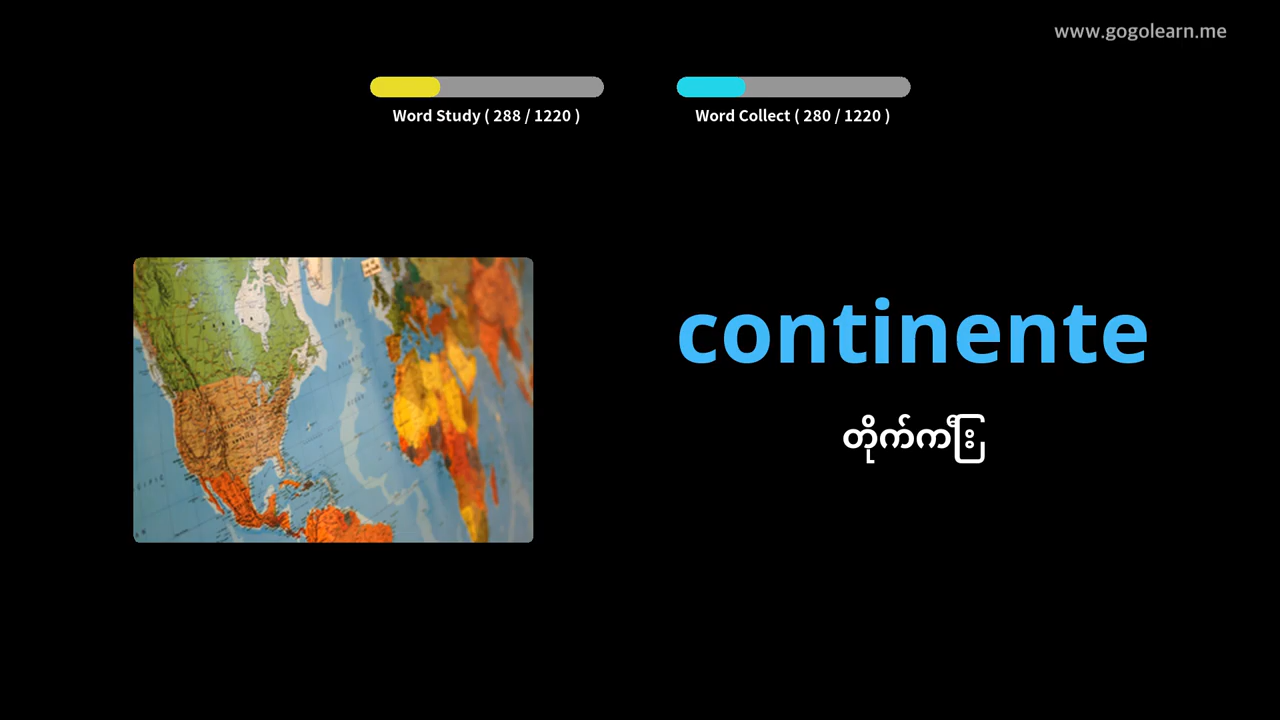 www.gogolearn.me
Word Study ( 288 / 1220 )
Word Collect ( 280 / 1220 )
continente
တိုက်ကြီး